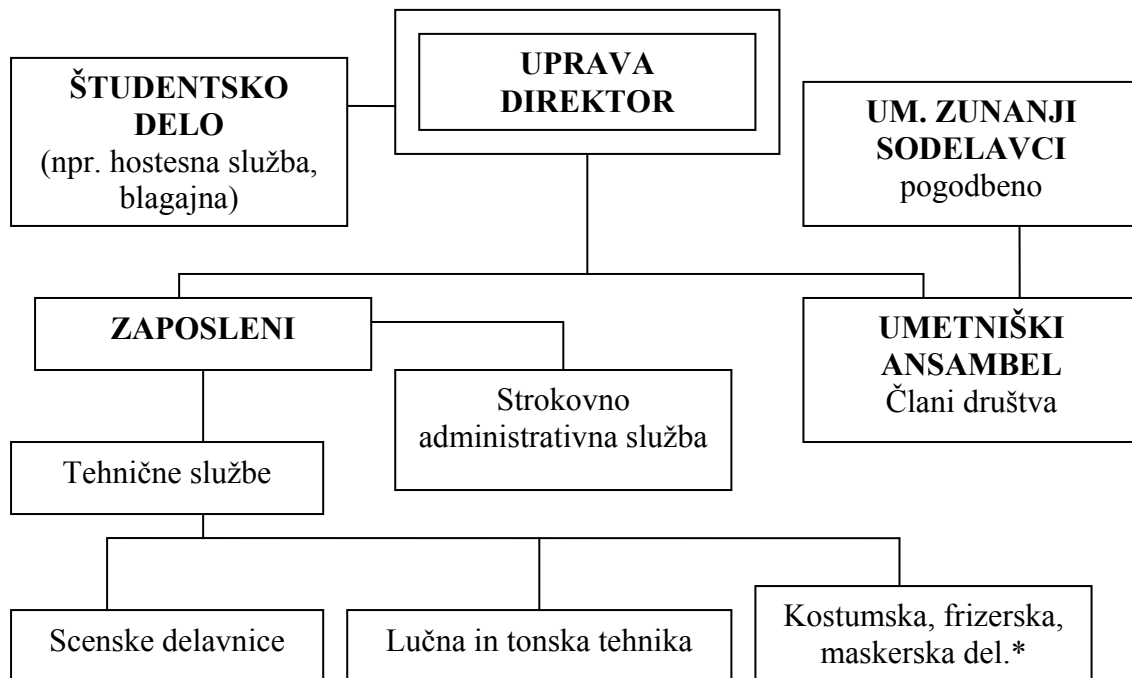 UPRAVA
DIREKTOR
ŠTUDENTSKO
DELO
(npr. hostesna služba,
blagajna)
UM. ZUNANJI
SODELAVCI
pogodbeno
ZAPOSLENI
UMETNIŠKI
ANSAMBEL
Člani društva
Strokovno
administrativna služba
Tehnične službe
Scenske delavnice
Lučna in tonska tehnika
Kostumska, frizerska,
maskerska del.*